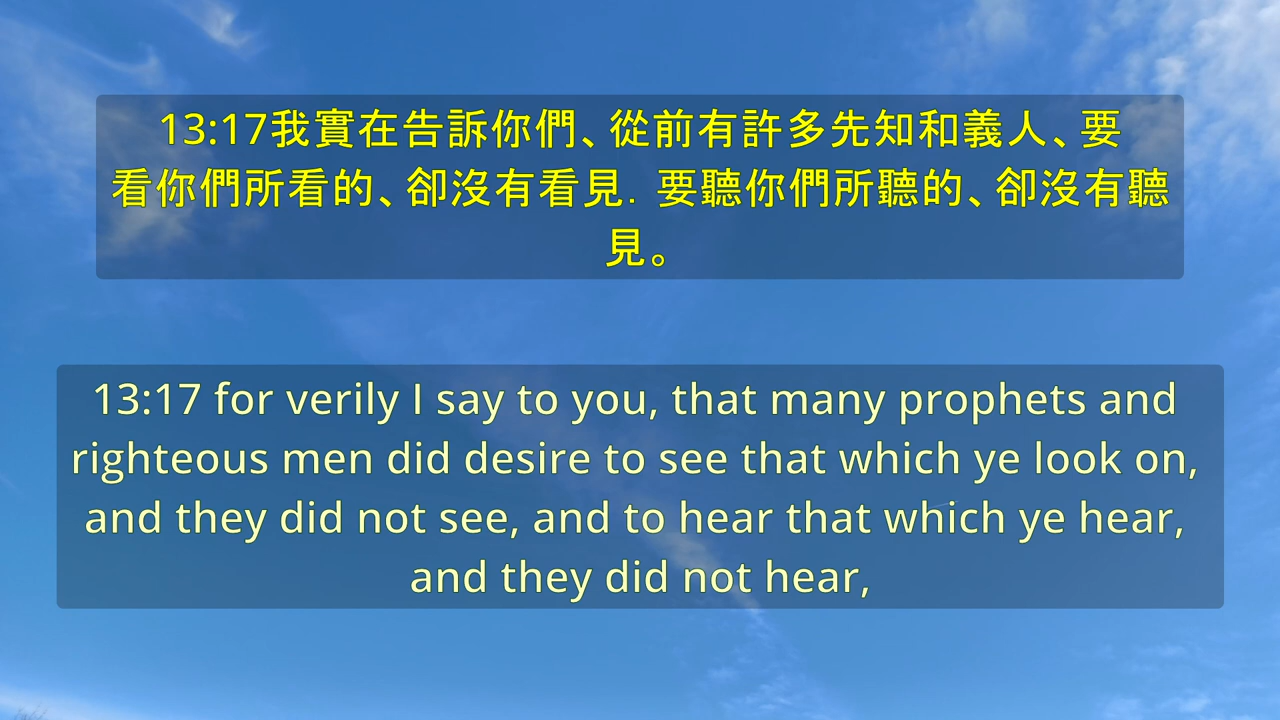 13:17我實在告訴你們、從前有許多先知和義人、要
看你們所看的、卻沒有看見．要聽你們所聽的、卻沒有聽
見。
13:17 for verily I say to you, that many prophets and
righteous men did desire to see that which ye look on,
and they did not see, and to hear that which ye hear,
and they did not hear,